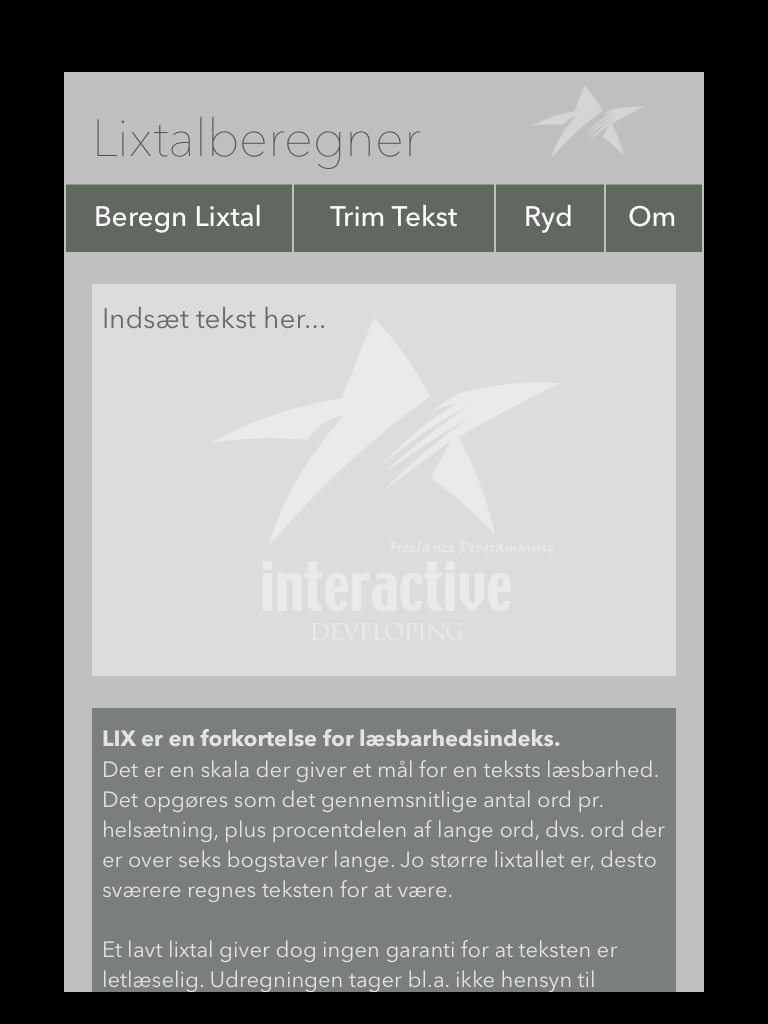 Lixtalberegner
Beregn Lixtal Trim Tekst Ryd Om
Indsæt tekst her...
Freelance Programming
interactive
DEVELOPING
LIX er en forkortelse for læsbarhedsindeks.
Det er en skala der giver et mål for en teksts læsbarhed.
Det opgøres som det gennemsnitlige antal ord pr.
helsætning, plus procentdelen af lange ord, dvs. ord der
er over seks bogstaver lange. Jo større lixtallet er, desto
sværere regnes teksten for at være.
Et lavt lixtal giver dog ingen garanti for at teksten er
letlæselig. Udregningen tager bl.a. ikke hensyn til